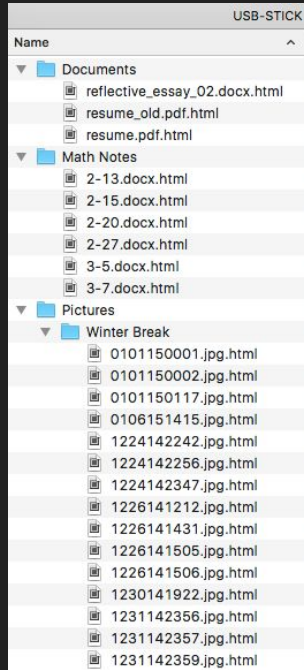 USB-STICK
Name
Documents
reflective_essay_02.docx.html
resume_old.pdf.html
resume.pdf.html
Math Notes
2-13.docx.html
2-15.docx.html
2-20.docx.html
2-27.docx.html
3-5.docx.html
3-7.docx.html
Pictures
Winter Break
0101150001.jpg.html
0101150002.jpg.html
0101150117.jpg.html
0106151415.jpg.html
1224142242.jpg.html
1224142256.jpg.html
1224142347.jpg.html
1226141212.jpg.html
1226141431.jpg.html
1226141505.jpg.html
1226141506.jpg.html
1230141922.jpg.html
1231142356.jpg.html
1231142357.jpg.html
1231142359.jpg.html